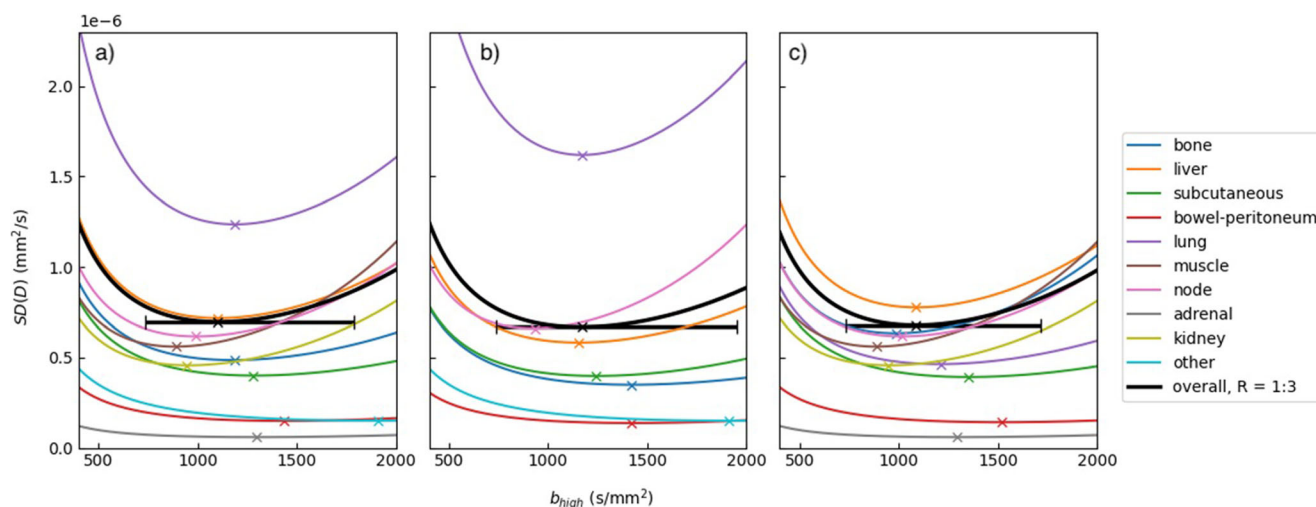 1e−6
a) b) c)
2.0
1.5
1.0
0.5
0.0
SD(D) (mm²/s)
500 1000 1500 2000 500 1000 1500 2000 500 1000 1500 2000
b_high (s/mm²)
bone
liver
subcutaneous
bowel-peritoneum
lung
muscle
node
adrenal
kidney
other
overall, R = 1:3